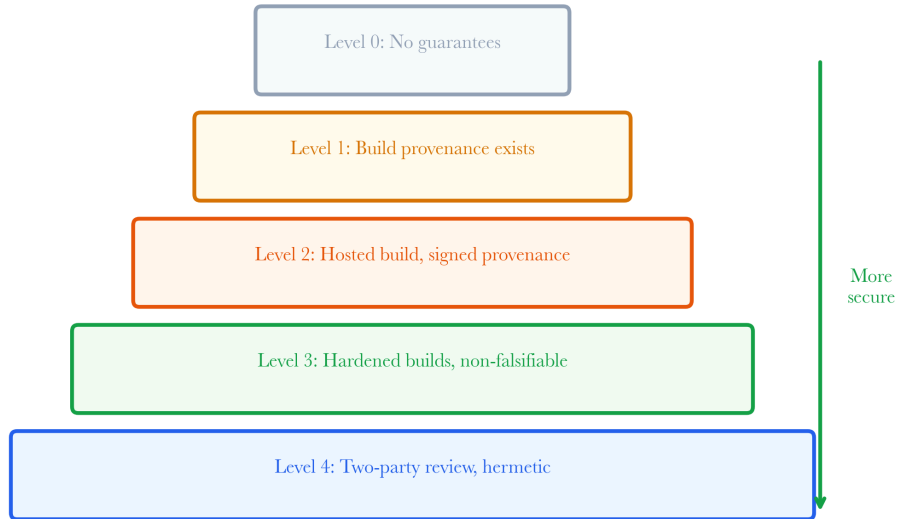 Level 0: No guarantees
Level 1: Build provenance exists
Level 2: Hosted build, signed provenance
More
secure
Level 3: Hardened builds, non-falsifiable
Level 4: Two-party review, hermetic